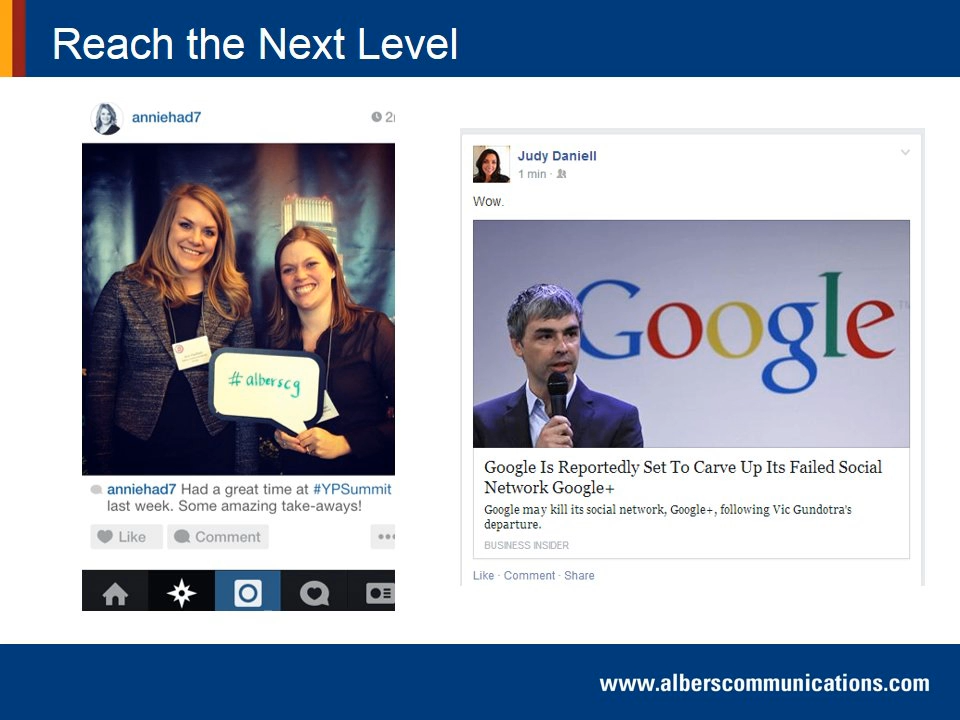 Reach the Next Level
anniehad7
#alberscg
anniehad7 Had a great time at #YPSummit
last week. Some amazing take-aways!
Like
Comment
Judy Daniell
1 min ·
Wow.
Google
TM
Google Is Reportedly Set To Carve Up Its Failed Social
Network Google+
Google may kill its social network, Google+, following Vic Gundotra's
departure.
BUSINESS INSIDER
Like · Comment · Share
www.alberscommunications.com